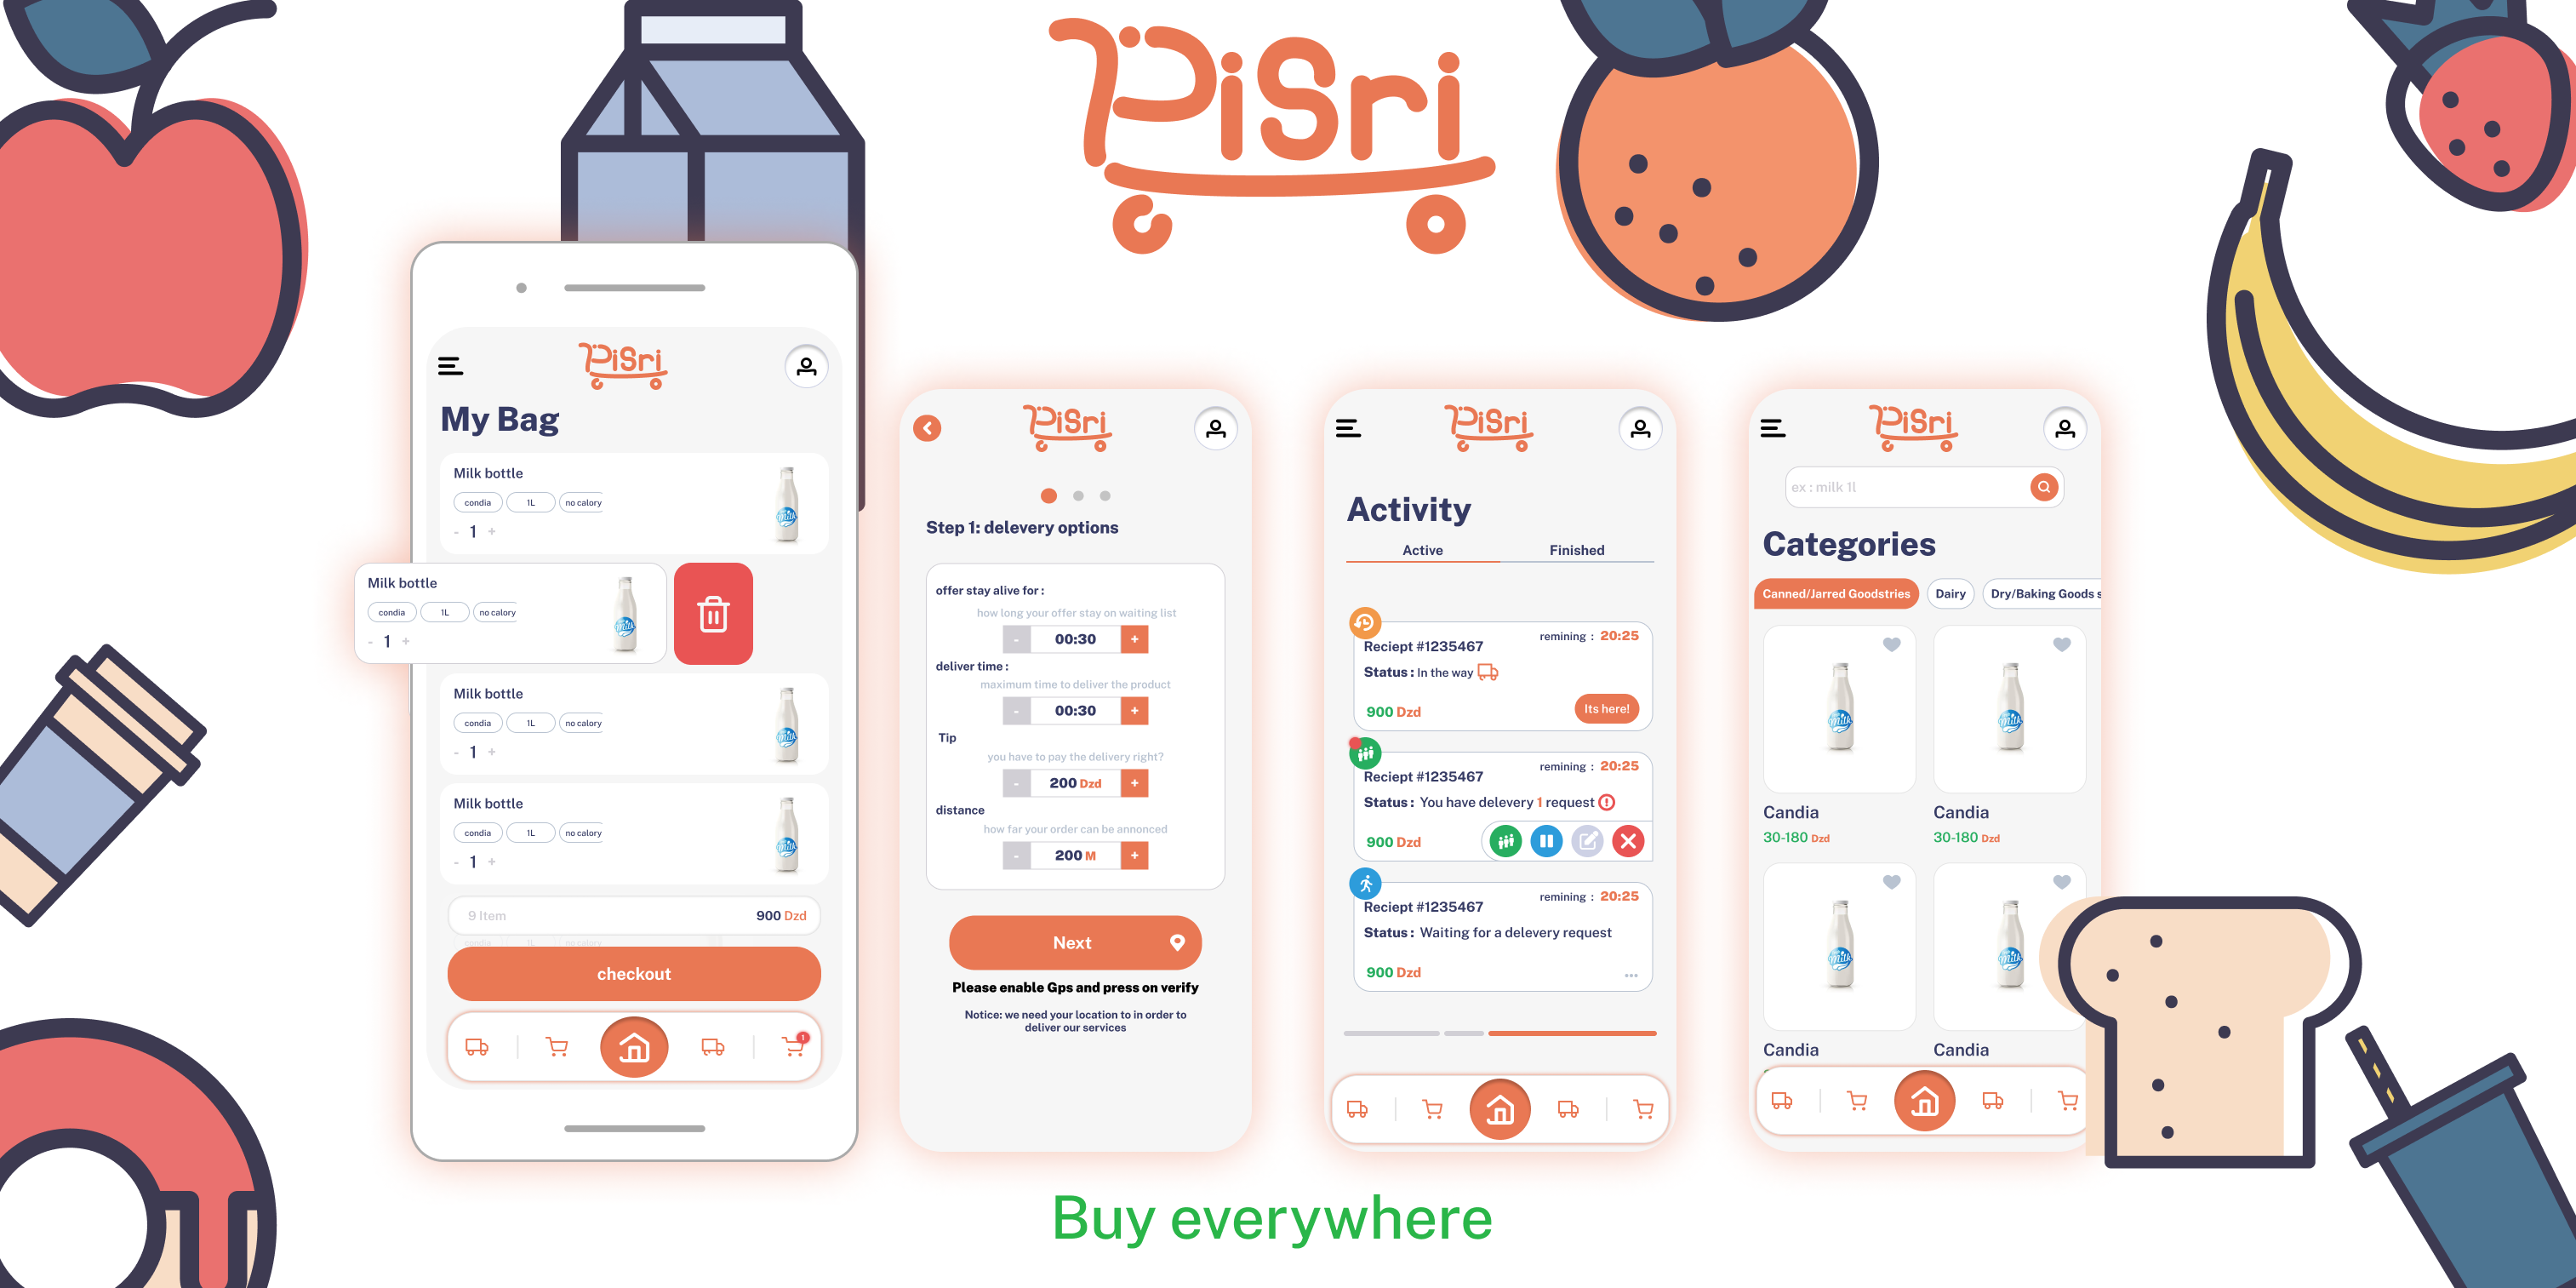 PiSri
PiSri
My Bag
Milk bottle
condia 1L no calory
- 1 +
Milk bottle
condia 1L no calory
- 1 +
Milk bottle
condia 1L no calory
- 1 +
Milk bottle
condia 1L no calory
- 1 +
9 Item 900 Dzd
condia 1L no calory
checkout
1
PiSri
Step 1: delevery options
offer stay alive for :
how long your offer stay on waiting list
- 00:30 +
deliver time :
maximum time to deliver the product
- 00:30 +
Tip
you have to pay the delivery right?
- 200 Dzd +
distance
how far your order can be annonced
- 200 M +
Next
Please enable Gps and press on verify
Notice: we need your location to in order to
deliver our services
PiSri
Activity
Active Finished
remining : 20:25
Reciept #1235467
Status : In the way
900 Dzd Its here!
remining : 20:25
Reciept #1235467
Status : You have delevery 1 request
900 Dzd
remining : 20:25
Reciept #1235467
Status : Waiting for a delevery request
900 Dzd ...
PiSri
ex : milk 1l
Categories
Canned/Jarred Goodstries Dairy Dry/Baking Goods s
milk milk
Candia Candia
30-180 Dzd 30-180 Dzd
milk milk
Candia Candia
Buy everywhere